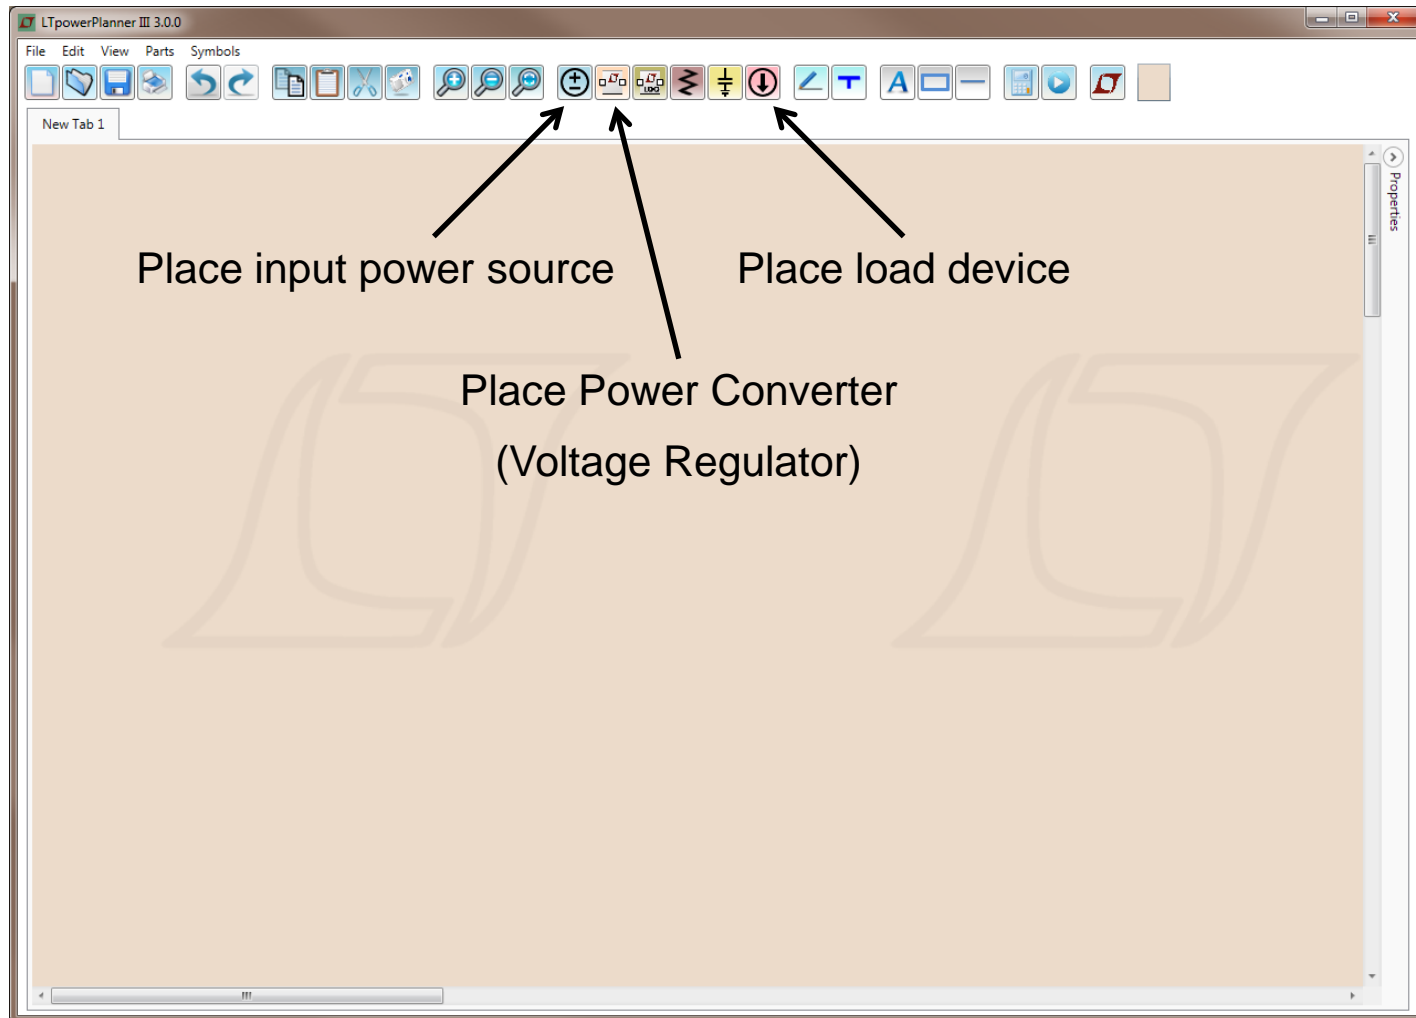 LTpowerPlanner III 3.0.0
File Edit View Parts Symbols
LOGO
A
New Tab 1
Properties
Place input power source
Place load device
Place Power Converter
(Voltage Regulator)